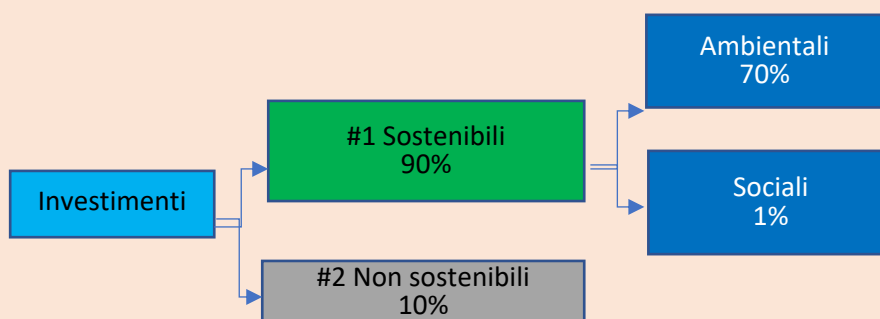 Investimenti
#1 Sostenibili
90%
#2 Non sostenibili
10%
Ambientali
70%
Sociali
1%